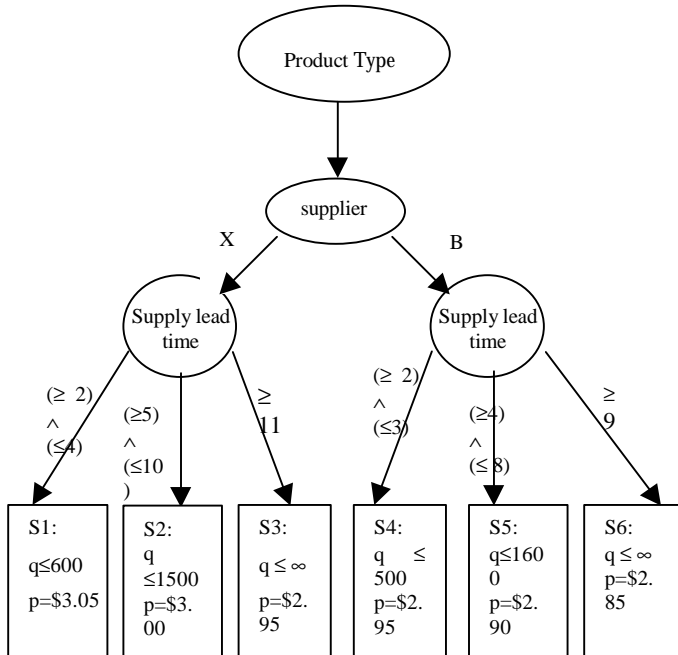 Product Type
supplier
X
B
Supply lead
time
Supply lead
time
(≥ 2)
^
(≤4)
(≥5)
^
(≤10
)
≥
11
(≥ 2)
^
(≤3)
(≥4)
^
(≤ 8)
≥
9
S1:
q≤600
p=$3.05
S2:
q
≤1500
p=$3.
00
S3:
q ≤ ∞
p=$2.
95
S4:
q ≤
500
p=$2.
95
S5:
q≤160
0
p=$2.
90
S6:
q ≤ ∞
p=$2.
85